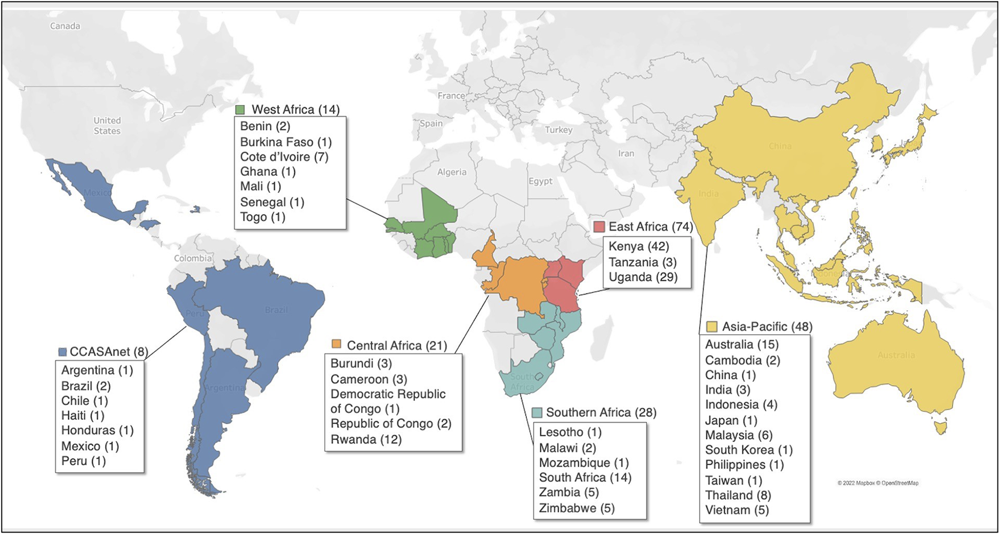 Canada
United
States
Mexico
Colombia
Peru
Brazil
Argentina
France
Spain
Turkey
Algeria
Egypt
Iran
South
Africa
China
Japan
India
Indonesia
Australia
West Africa (14)
Benin (2)
Burkina Faso (1)
Cote d’Ivoire (7)
Ghana (1)
Mali (1)
Senegal (1)
Togo (1)
East Africa (74)
Kenya (42)
Tanzania (3)
Uganda (29)
CCASAnet (8)
Argentina (1)
Brazil (2)
Chile (1)
Haiti (1)
Honduras (1)
Mexico (1)
Peru (1)
Central Africa (21)
Burundi (3)
Cameroon (3)
Democratic Republic
of Congo (1)
Republic of Congo (2)
Rwanda (12)
Southern Africa (28)
Lesotho (1)
Malawi (2)
Mozambique (1)
South Africa (14)
Zambia (5)
Zimbabwe (5)
Asia-Pacific (48)
Australia (15)
Cambodia (2)
China (1)
India (3)
Indonesia (4)
Japan (1)
Malaysia (6)
South Korea (1)
Philippines (1)
Taiwan (1)
Thailand (8)
Vietnam (5)
© 2022 Mapbox © OpenStreetMap